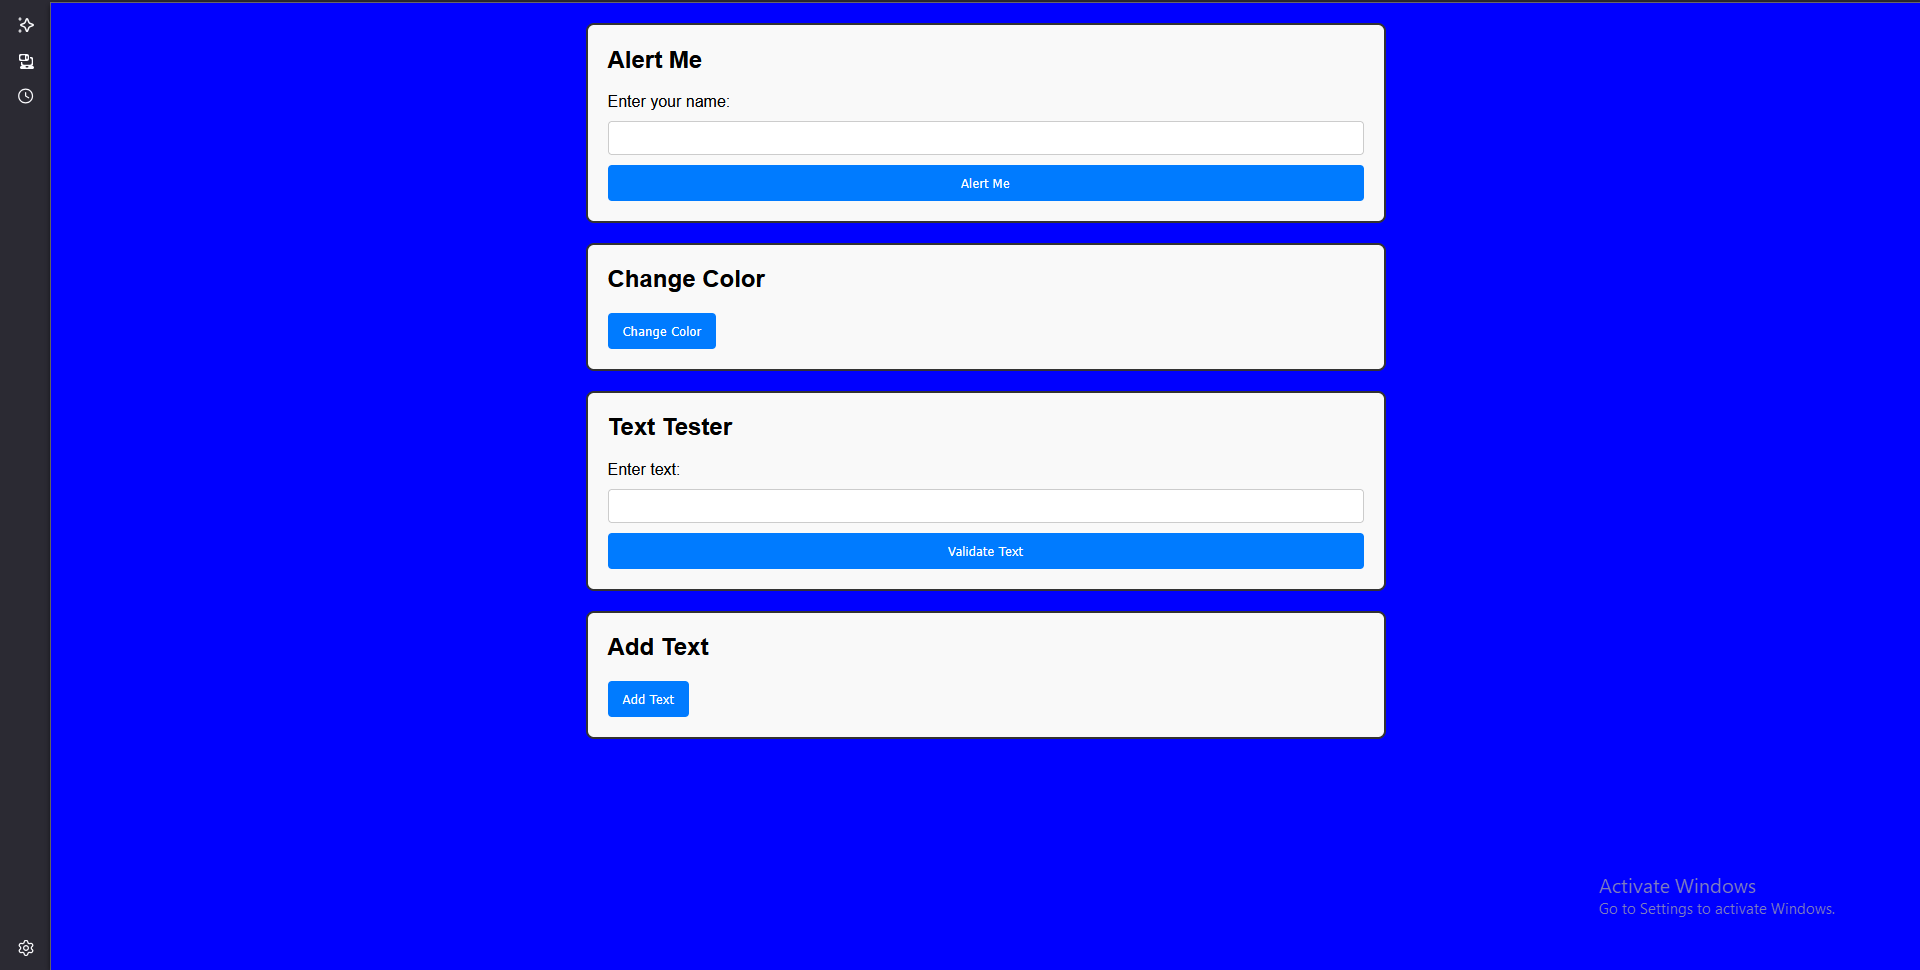 Alert Me
Enter your name:
Alert Me
Change Color
Change Color
Text Tester
Enter text:
Validate Text
Add Text
Add Text
Activate Windows
Go to Settings to activate Windows.